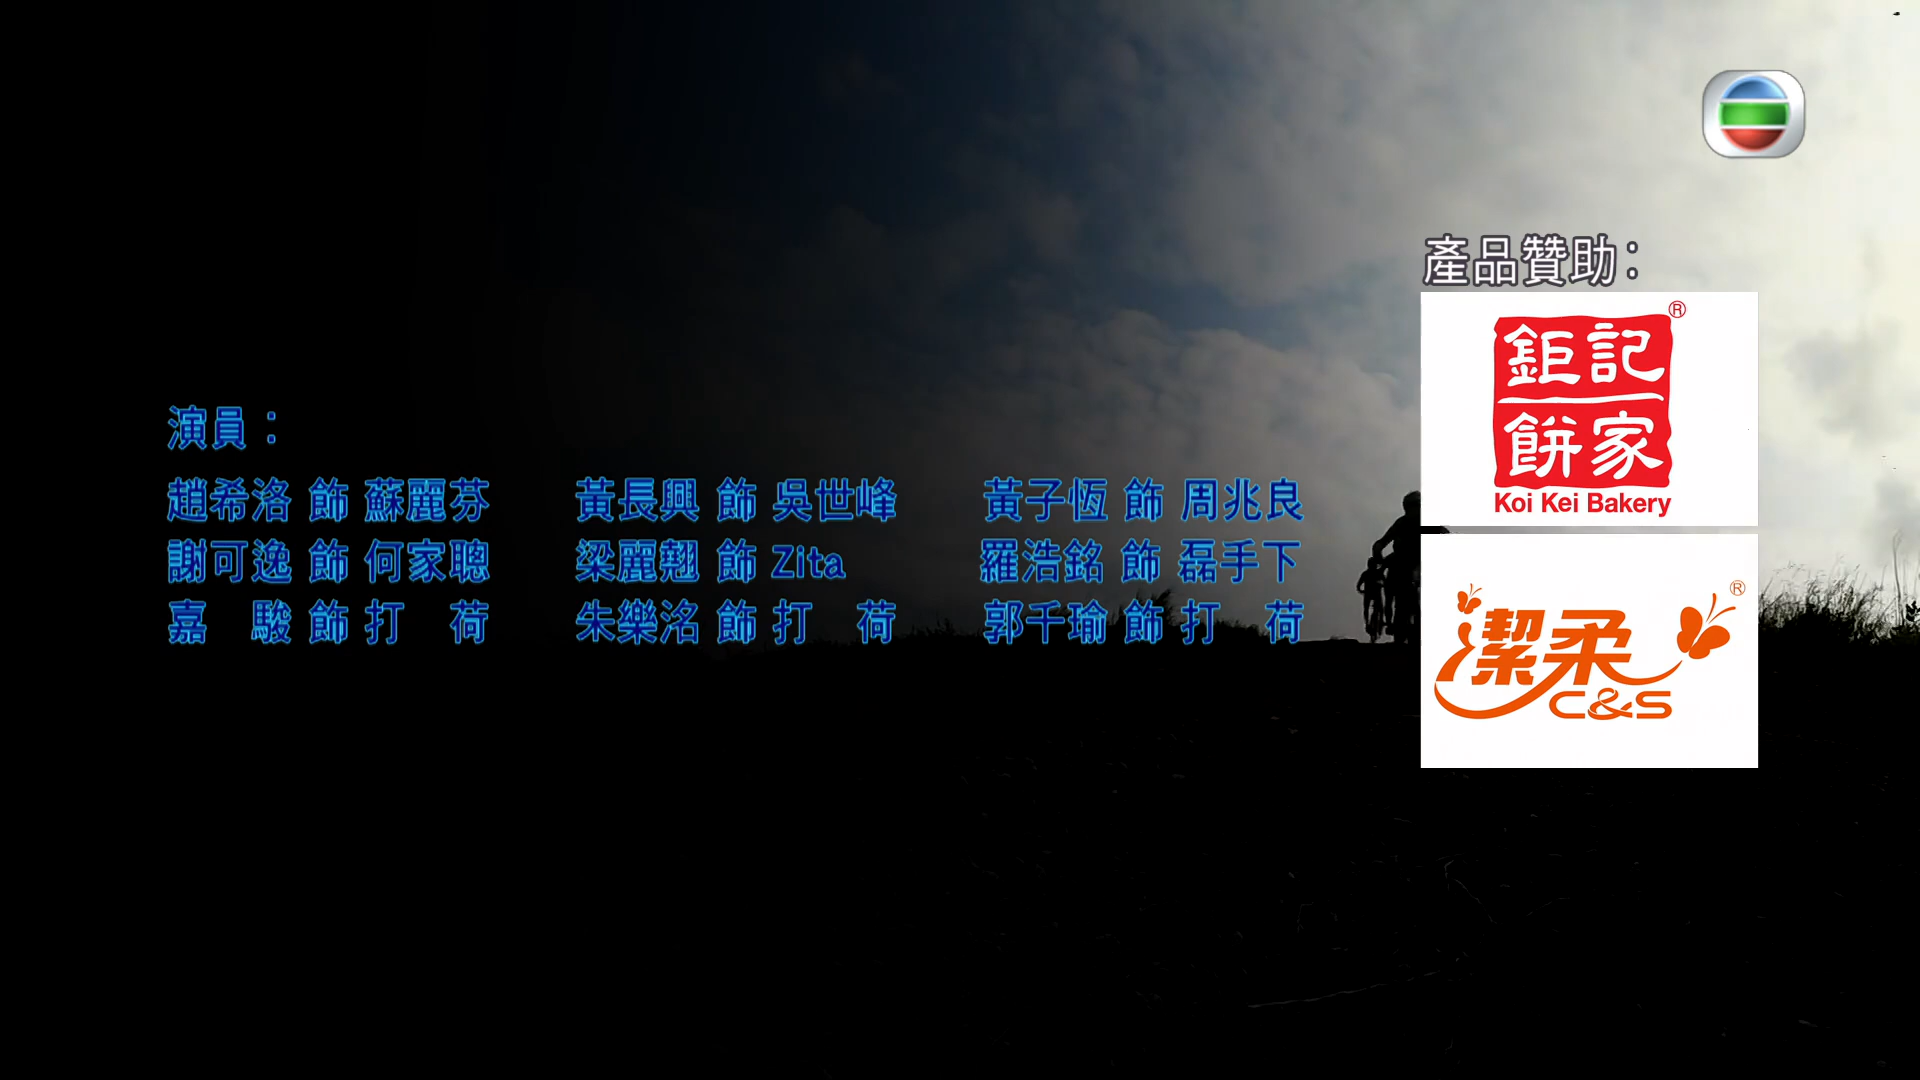 演員：
趙希洛 飾 蘇麗芬 黃長興 飾 吳世峰 黃子恆 飾 周兆良
謝可逸 飾 何家聰 梁麗翹 飾 Zita 羅浩銘 飾 磊手下
嘉　駿 飾 打　荷 朱樂洺 飾 打　荷 郭千瑜 飾 打　荷
產品贊助：
鉅記
餅家
®
Koi Kei Bakery
潔柔®
C&S